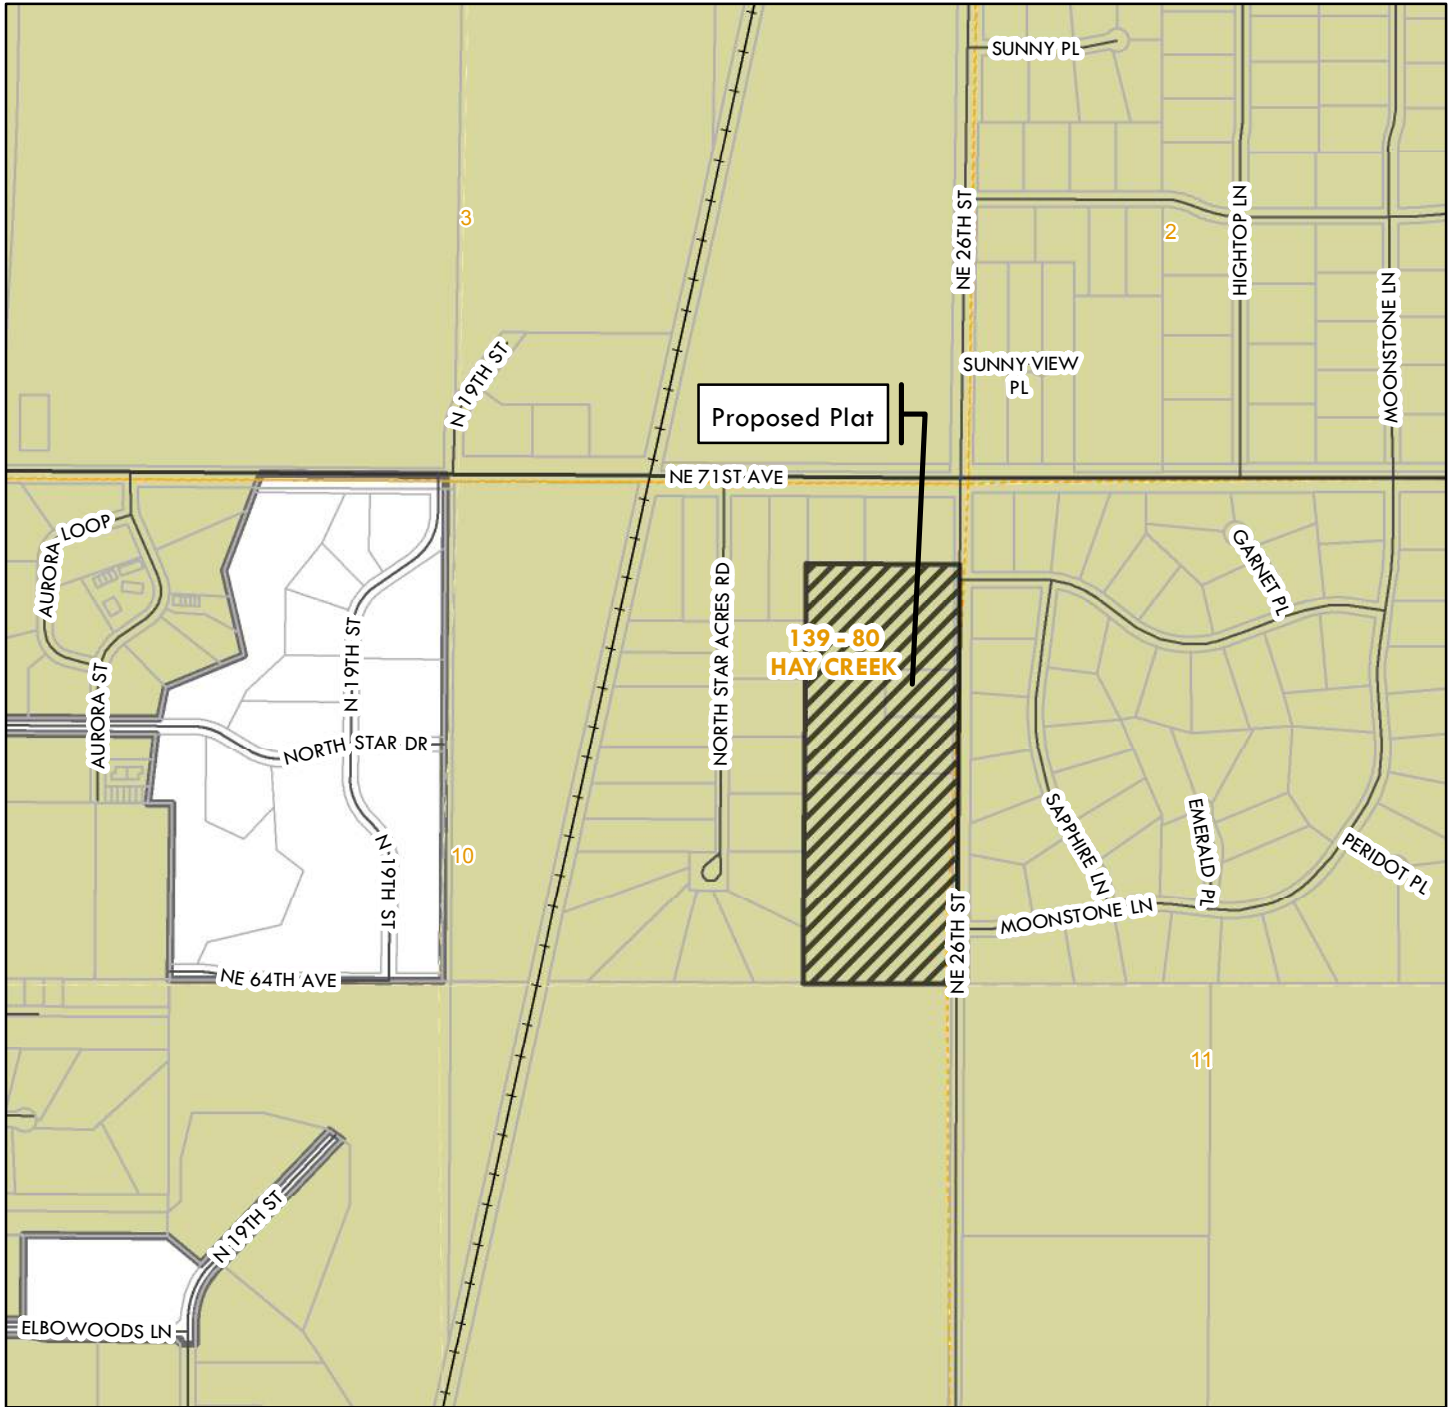 SUNNY PL
3
NE 26TH ST
HIGHTOP LN
2
MOONSTONE LN
N 19TH ST
SUNNY VIEW
PL
Proposed Plat
NE 71ST AVE
AURORA LOOP
GARNET PL
N 19TH ST
NORTH STAR ACRES RD
139 - 80
HAY CREEK
AURORA ST
NORTH STAR DR
SAPPHIRE LN
EMERALD PL
PERIDOT PL
10
N 19TH ST
MOONSTONE LN
NE 26TH ST
NE 64TH AVE
11
N 19TH ST
ELBOWOODS LN